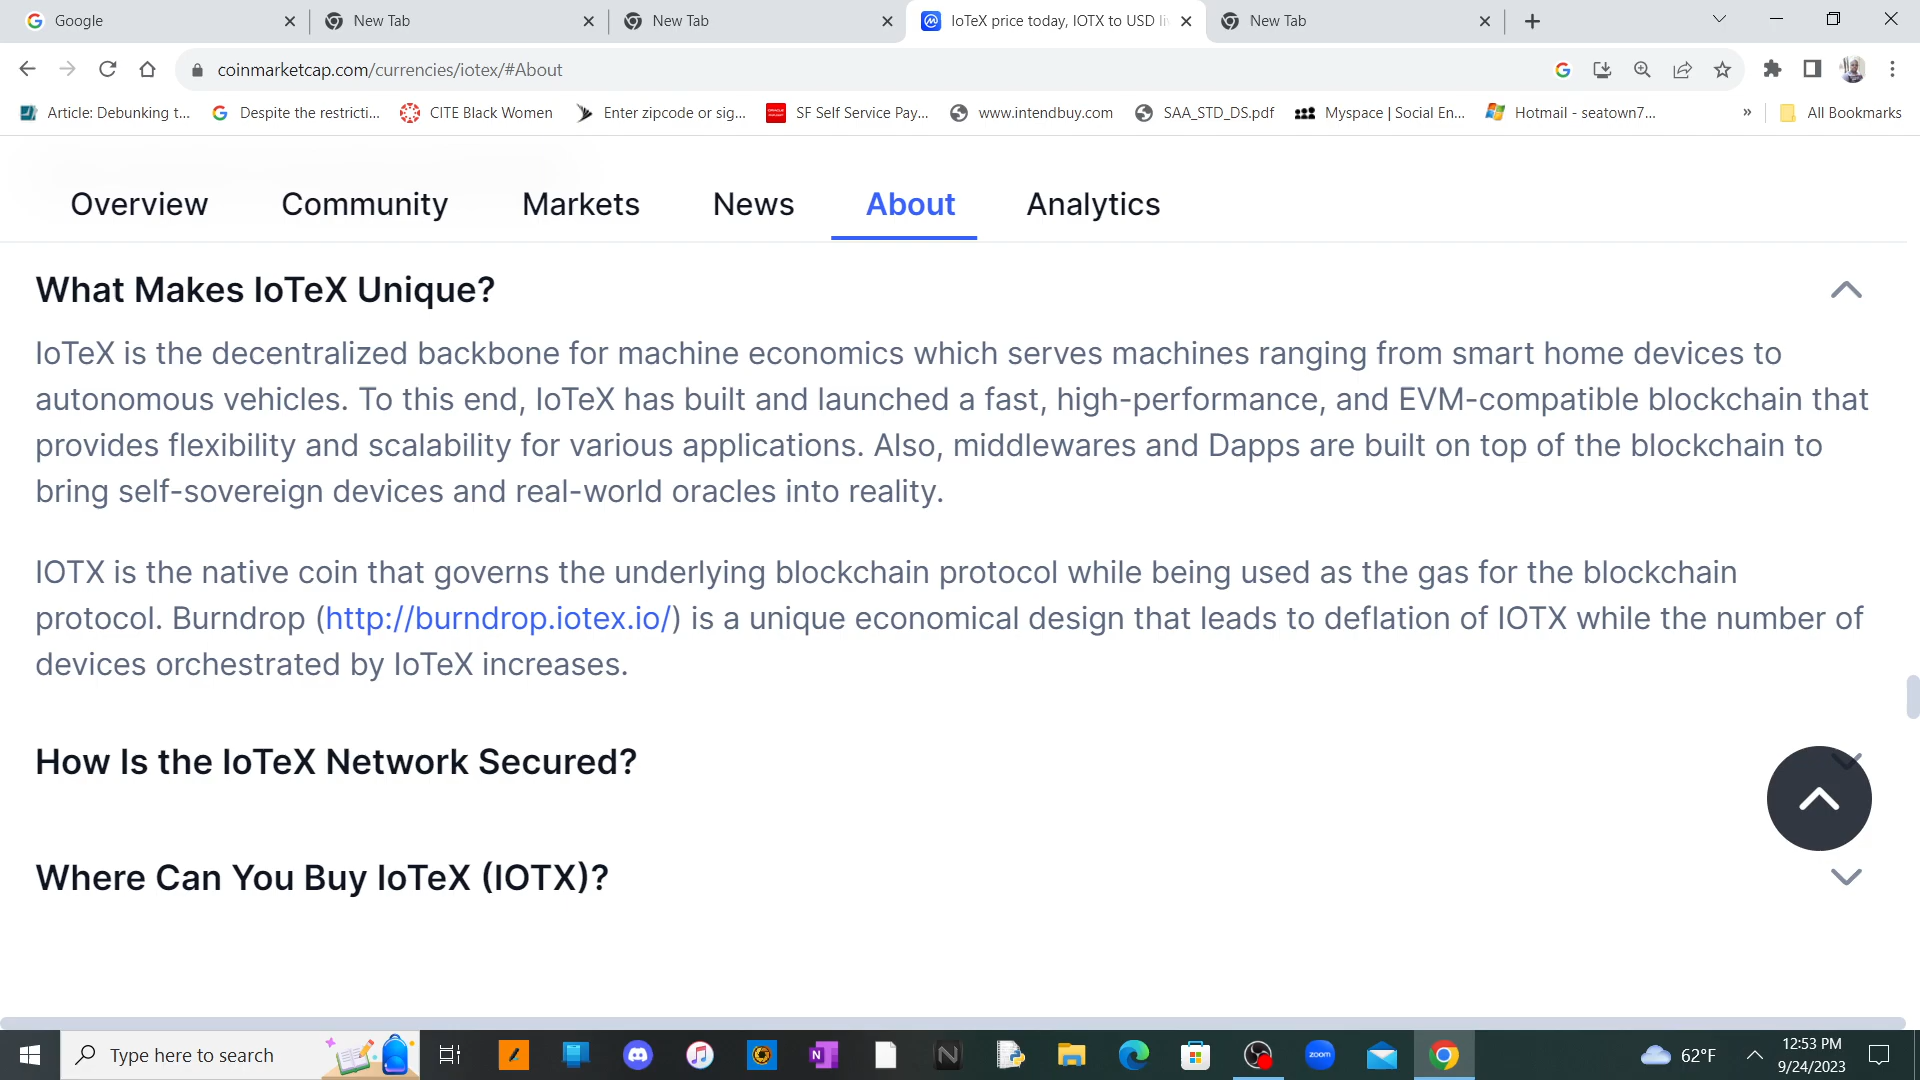 Google
New Tab
New Tab
IoTeX price today, IOTX to USD li
New Tab
coinmarketcap.com/currencies/iotex/#About
Article: Debunking t...
Despite the restricti...
CITE Black Women
Enter zipcode or sig...
SF Self Service Pay...
www.intendbuy.com
SAA_STD_DS.pdf
Myspace | Social En...
Hotmail - seatown7...
»
All Bookmarks
Overview
Community
Markets
News
About
Analytics
What Makes IoTeX Unique?
IoTeX is the decentralized backbone for machine economics which serves machines ranging from smart home devices to
autonomous vehicles. To this end, IoTeX has built and launched a fast, high-performance, and EVM-compatible blockchain that
provides flexibility and scalability for various applications. Also, middlewares and Dapps are built on top of the blockchain to
bring self-sovereign devices and real-world oracles into reality.
IOTX is the native coin that governs the underlying blockchain protocol while being used as the gas for the blockchain
protocol. Burndrop (http://burndrop.iotex.io/) is a unique economical design that leads to deflation of IOTX while the number of
devices orchestrated by IoTeX increases.
How Is the IoTeX Network Secured?
Where Can You Buy IoTeX (IOTX)?
Type here to search
zoom
62°F
12:53 PM
9/24/2023